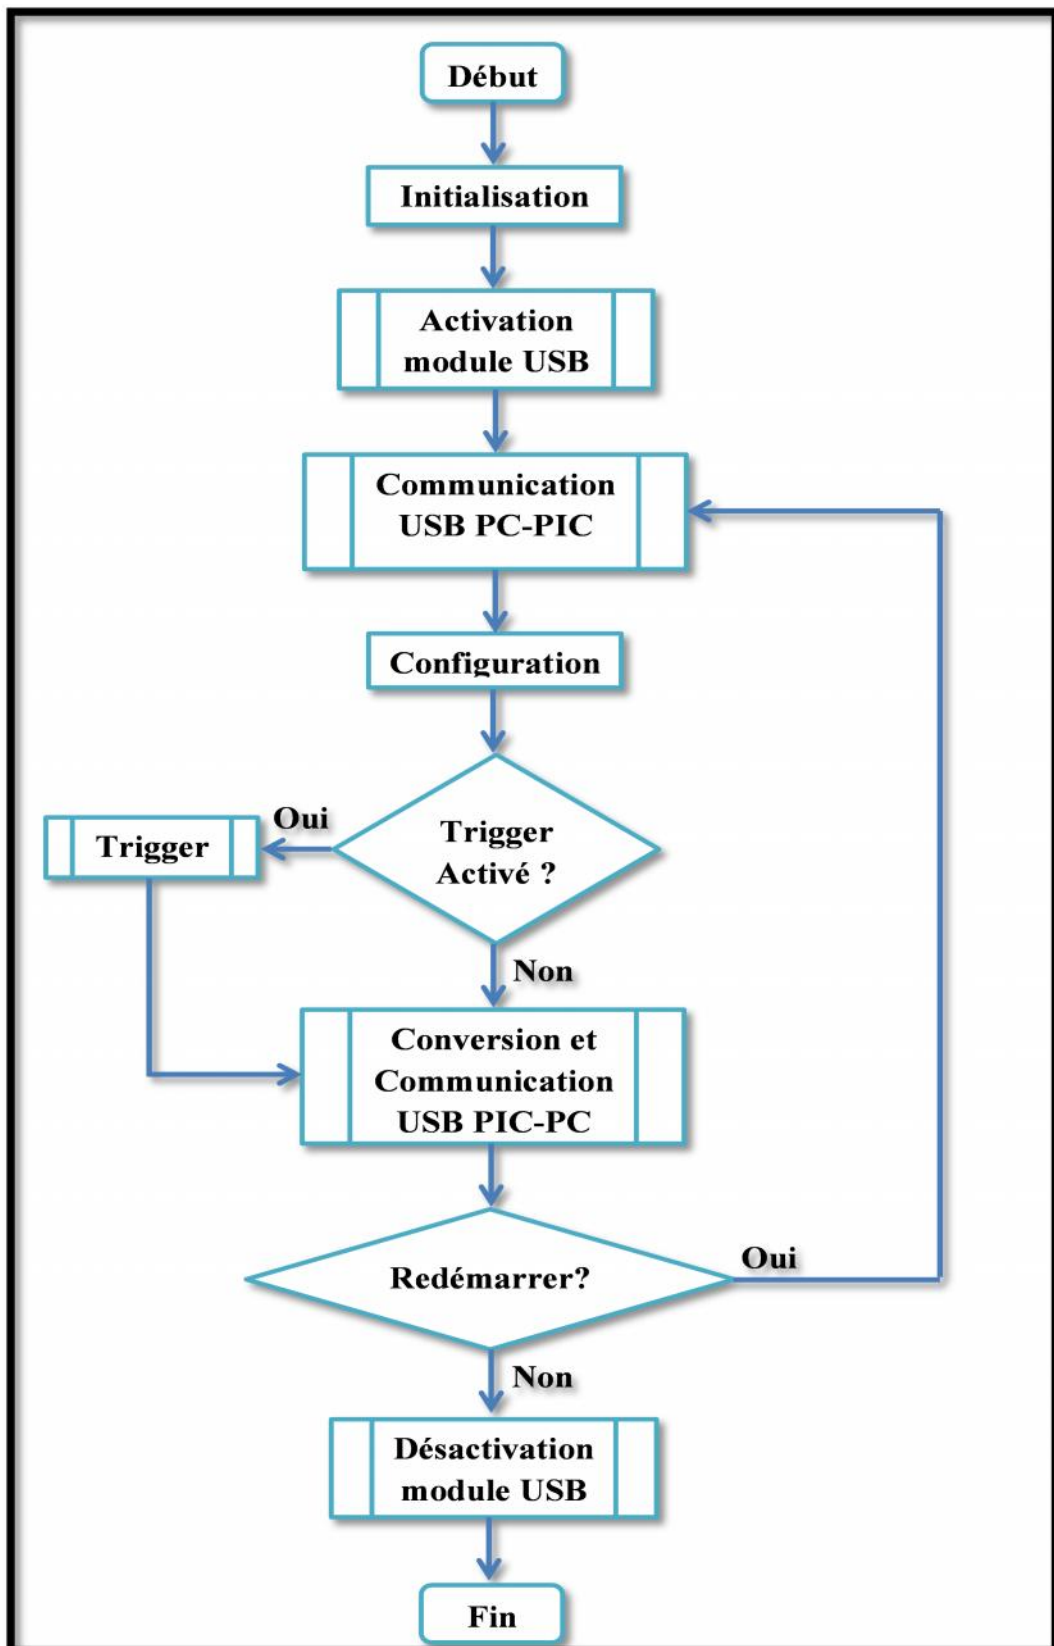 Début
Initialisation
Activation
module USB
Communication
USB PC-PIC
Configuration
Oui
Trigger
Trigger
Activé ?
Non
Conversion et
Communication
USB PIC-PC
Redémarrer?
Oui
Non
Désactivation
module USB
Fin